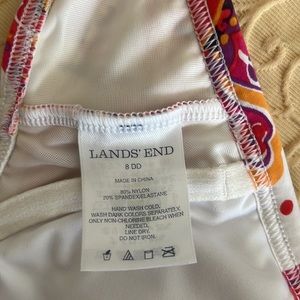 LANDS' END
8 DD
MADE IN CHINA
80% NYLON
20% SPANDEX/ELASTANE
HAND WASH COLD,
WASH DARK COLORS SEPARATELY.
ONLY NON-CHLORINE BLEACH WHEN
NEEDED.
LINE DRY.
DO NOT IRON.